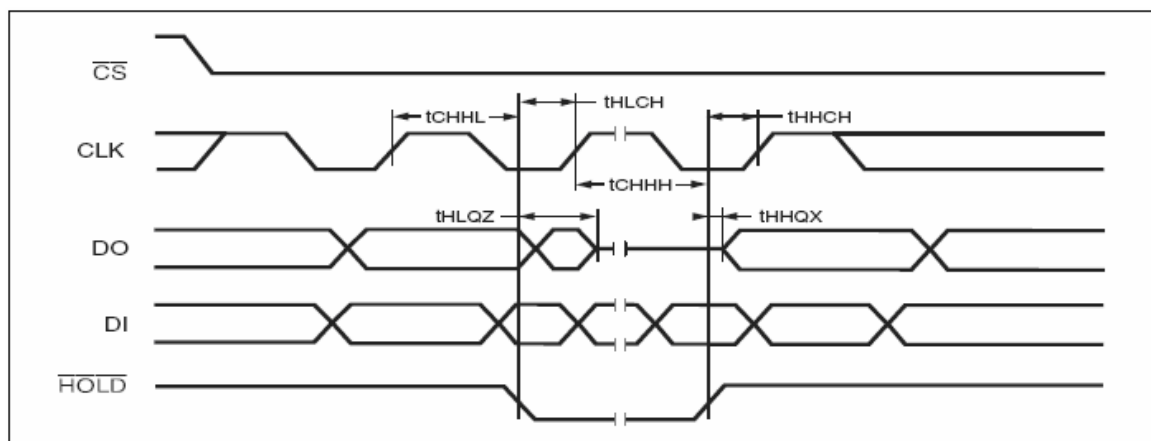 CS
tHLCH
tCHHL
tHHCH
CLK
tCHHH
tHLQZ
tHHQX
DO
DI
HOLD